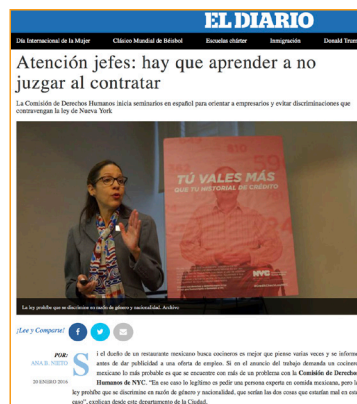 EL DIARIO
Día Internacional de la Mujer Clásico Mundial de Béisbol Escuelas chárter Inmigración Donald Trum
Atención jefes: hay que aprender a no
juzgar al contratar
La Comisión de Derechos Humanos inicia seminarios en español para orientar a empresarios y evitar discriminaciones que
contravengan la ley de Nueva York
TÚ VALES MÁS
QUE TU HISTORIAL DE CRÉDITO
NYC
La ley prohíbe que se discrimine en razón de género y nacionalidad. Archivo
¡Lee y Comparte!
POR:
ANA B. NIETO
20 ENERO 2016
Si el dueño de un restaurante mexicano busca cocineros es mejor que piense varias veces y se informe
antes de dar publicidad a una oferta de empleo. Si en el anuncio del trabajo demanda un cocinero
mexicano lo más probable es que se encuentre con más de un problema con la Comisión de Derechos
Humanos de NYC. "En ese caso lo legítimo es pedir una persona experta en comida mexicana, pero la
ley prohíbe que se discrimine en razón de género y nacionalidad, que serían las dos cosas que estarían mal en ese
caso", explican desde este departamento de la Ciudad.